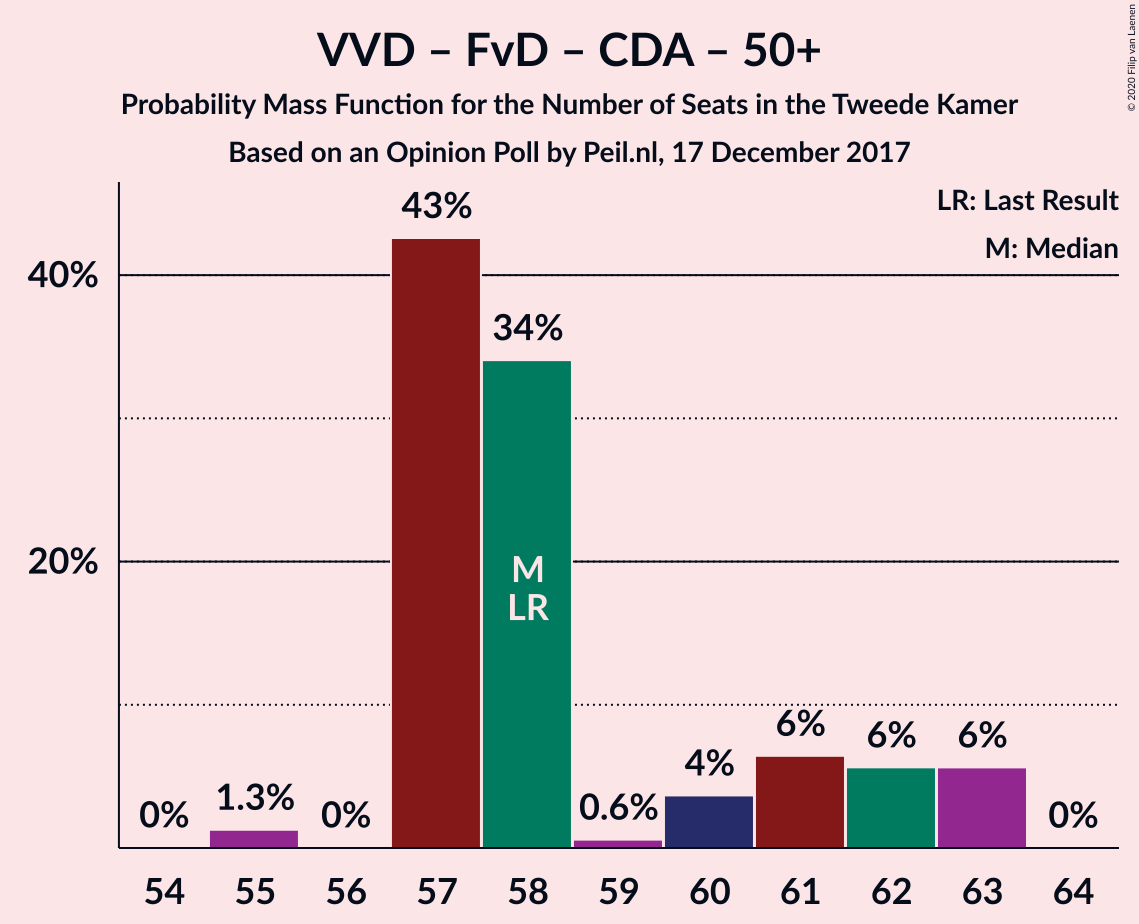 VVD – FvD – CDA – 50+
Probability Mass Function for the Number of Seats in the Tweede Kamer
Based on an Opinion Poll by Peil.nl, 17 December 2017
© 2020 Filip van Laenen
LR: Last Result
M: Median
40%
20%
0%
1.3%
0%
43%
34%
0.6%
4%
6%
6%
6%
0%
M
LR
54 55 56 57 58 59 60 61 62 63 64